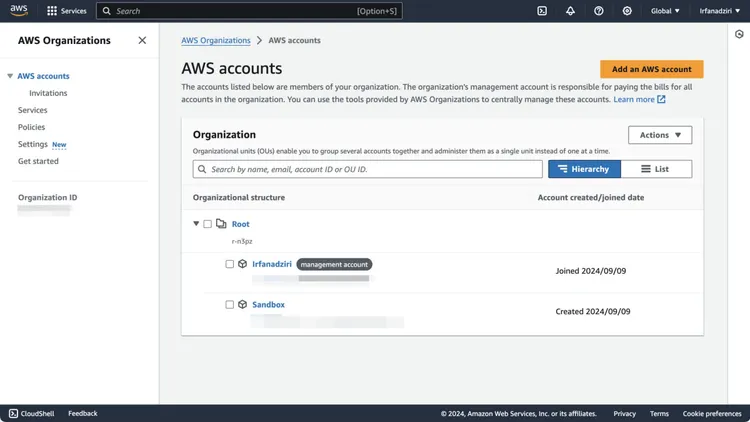 aws
Services
Search
[Option+S]
Global
Irfanadziri
AWS Organizations
AWS accounts
Invitations
Services
Policies
Settings New
Get started
Organization ID
AWS Organizations > AWS accounts
AWS accounts
Add an AWS account
The accounts listed below are members of your organization. The organization's management account is responsible for paying the bills for all
accounts in the organization. You can use the tools provided by AWS Organizations to centrally manage these accounts. Learn more
Organization
Actions
Organizational units (OUs) enable you to group several accounts together and administer them as a single unit instead of one at a time.
Search by name, email, account ID or OU ID.
Hierarchy
List
Organizational structure
Account created/joined date
Root
r-n3pz
Irfanadziri management account
Joined 2024/09/09
Sandbox
Created 2024/09/09
CloudShell
Feedback
© 2024, Amazon Web Services, Inc. or its affiliates.
Privacy
Terms
Cookie preferences